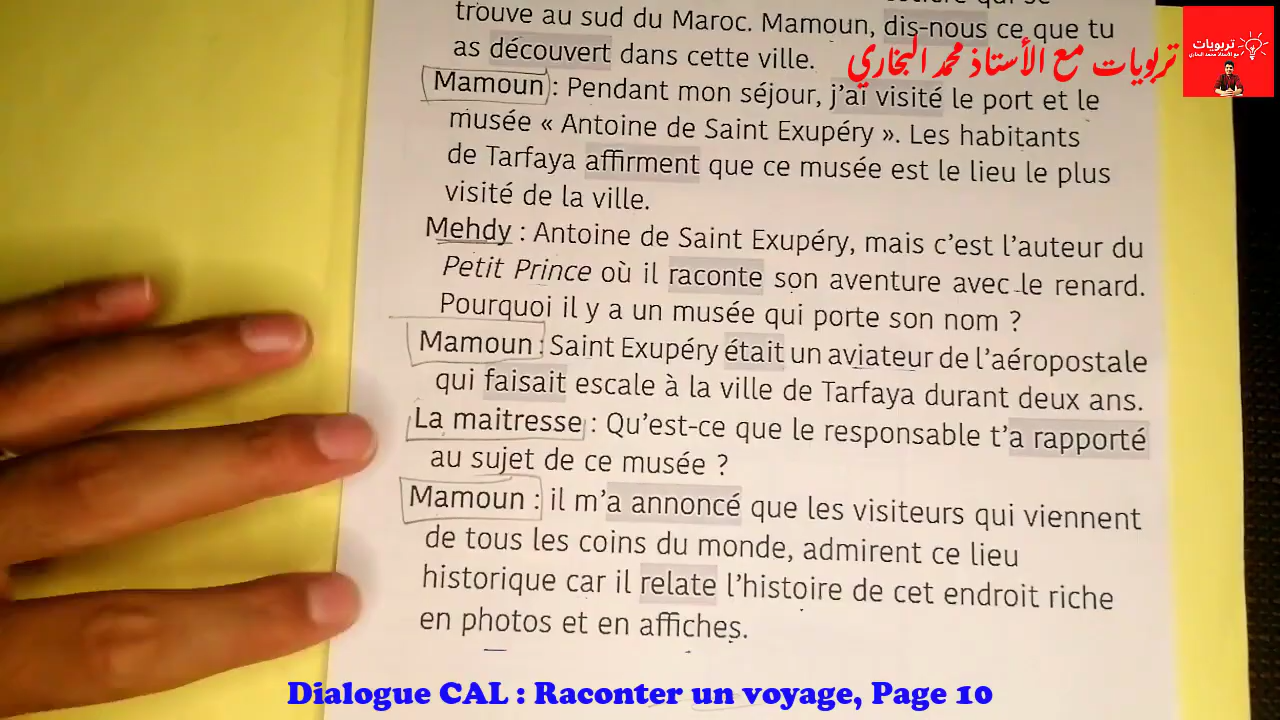 trouve au sud du Maroc. Mamoun, dis-nous ce que tu
as découvert dans cette ville.
تربويات مع الأستاذ محمد البخاري
تربويات
مع الأستاذ محمد البخاري
Mamoun : Pendant mon séjour, j'ai visité le port et le
musée « Antoine de Saint Exupéry ». Les habitants
de Tarfaya affirment que ce musée est le lieu le plus
visité de la ville.
Mehdy : Antoine de Saint Exupéry, mais c'est l'auteur du
Petit Prince où il raconte son aventure avec le renard.
Pourquoi il y a un musée qui porte son nom ?
Mamoun : Saint Exupéry était un aviateur de l'aéropostale
qui faisait escale à la ville de Tarfaya durant deux ans.
La maitresse : Qu'est-ce que le responsable t'a rapporté
au sujet de ce musée ?
Mamoun : il m'a annoncé que les visiteurs qui viennent
de tous les coins du monde, admirent ce lieu
historique car il relate l'histoire de cet endroit riche
en photos et en affiches.
Dialogue CAL : Raconter un voyage, Page 10